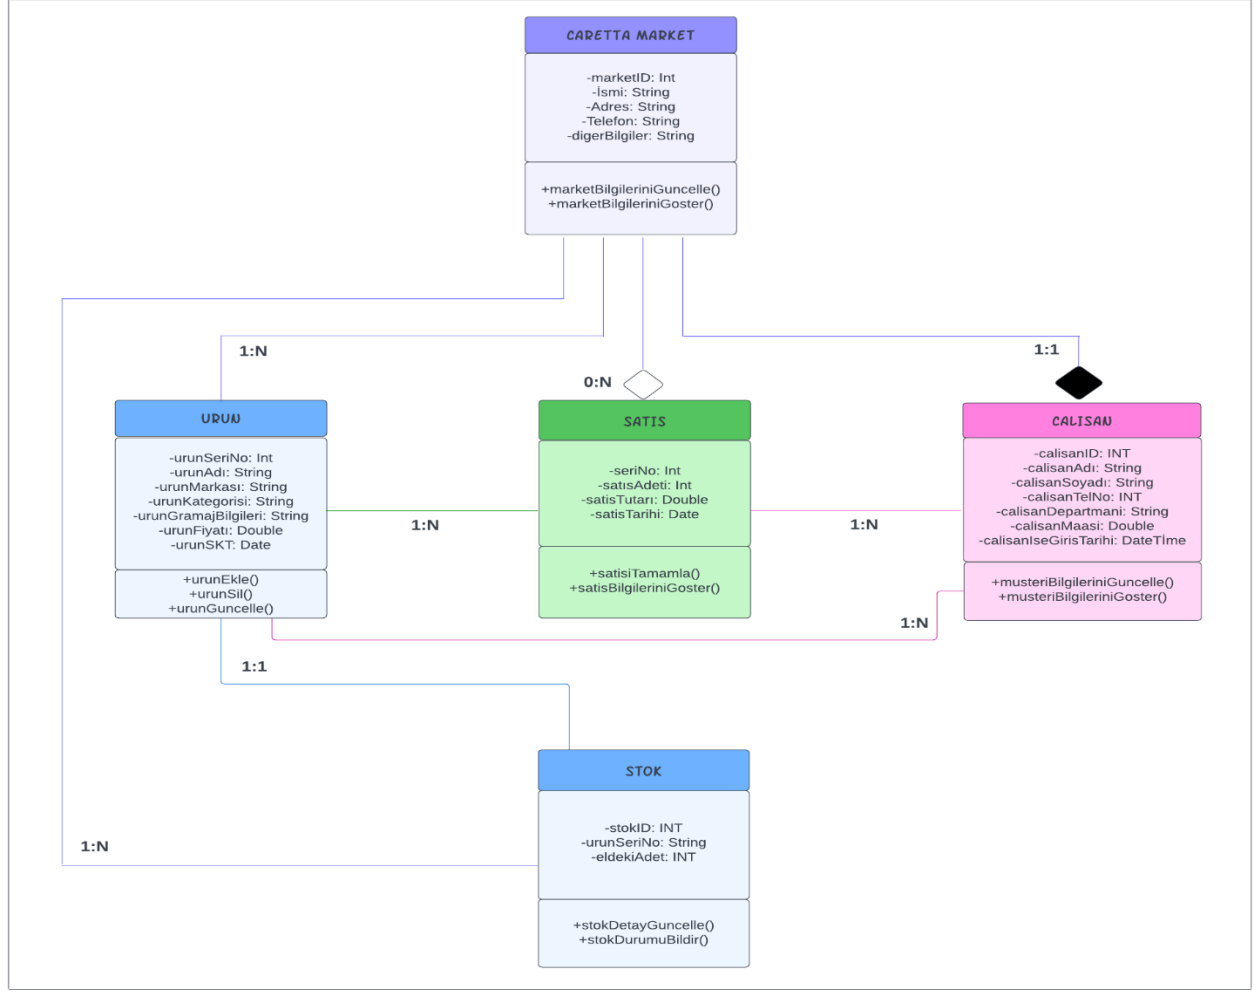 CARETTA MARKET
-marketID: Int
-İsmi: String
-Adres: String
-Telefon: String
-digerBilgiler: String
+marketBilgileriniGuncelle()
+marketBilgileriniGoster()
1:N
0:N
1:1
URUN
-urunSeriNo: Int
-urunAdı: String
-urunMarkası: String
-urunKategorisi: String
-urunGramajBilgileri: String
-urunFiyatı: Double
-urunSKT: Date
+urunEkle()
+urunSil()
+urunGuncelle()
1:N
SATIS
-seriNo: Int
-satısAdeti: Int
-satisTutarı: Double
-satisTarihi: Date
+satisiTamamla()
+satisBilgileriniGoster()
1:N
CALISAN
-calisanID: INT
-calisanAdı: String
-calisanSoyadı: String
-calisanTelNo: INT
-calisanDepartmani: String
-calisanMaasi: Double
-calisanIseGirisTarihi: DateTİme
+musteriBilgileriniGuncelle()
+musteriBilgileriniGoster()
1:N
1:1
STOK
-stokID: INT
-urunSeriNo: String
-eldekiAdet: INT
+stokDetayGuncelle()
+stokDurumuBildir()
1:N